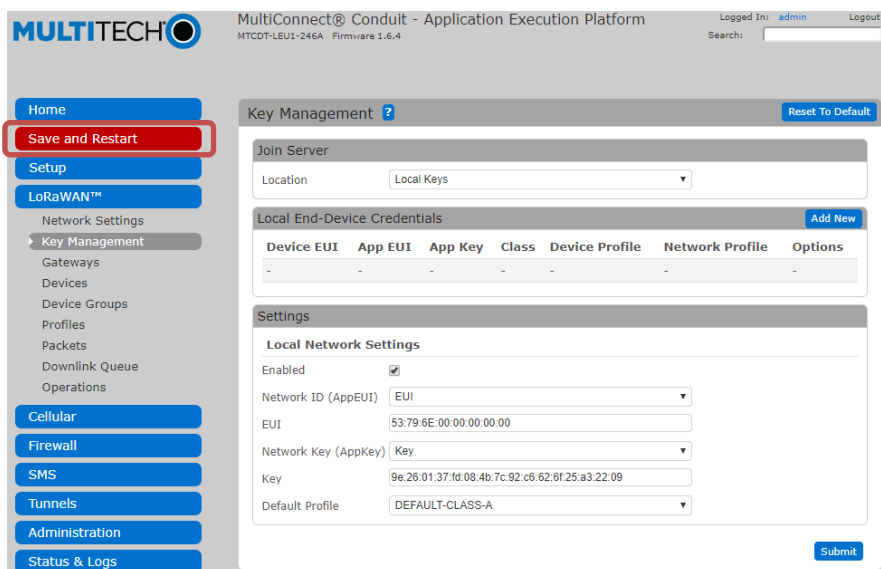 MULTITECH
MultiConnect® Conduit - Application Execution Platform
MTCDT-LEU1-246A Firmware 1.6.4
Logged In: admin Logout
Search:
Home
Save and Restart
Setup
LoRaWAN™
Network Settings
Key Management
Gateways
Devices
Device Groups
Profiles
Packets
Downlink Queue
Operations
Cellular
Firewall
SMS
Tunnels
Administration
Status & Logs
Key Management ?
Reset To Default
Join Server
Location Local Keys
Local End-Device Credentials
Add New
Device EUI App EUI App Key Class Device Profile Network Profile Options
- - - - - - -
Settings
Local Network Settings
Enabled
Network ID (AppEUI) EUI
EUI 53:79:6E:00:00:00:00:00
Network Key (AppKey) Key
Key 9e:26:01:37:fd:08:4b:7c:92:c6:62:6f:25:a3:22:09
Default Profile DEFAULT-CLASS-A
Submit